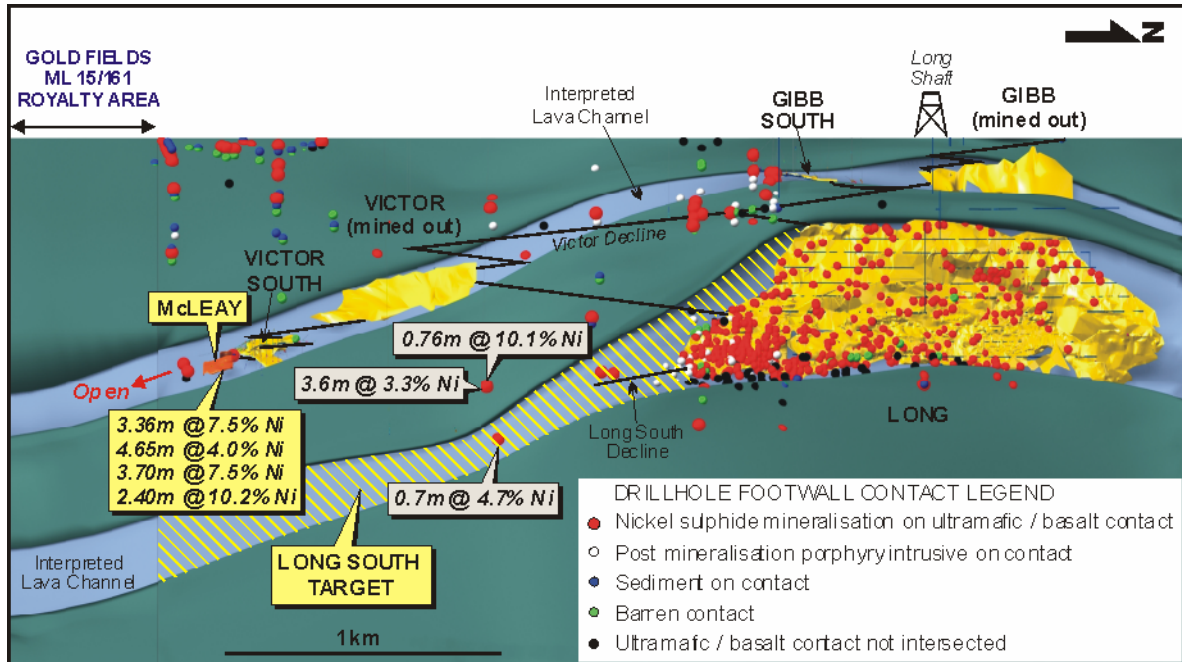 GOLD FIELDS
ML 15/161
ROYALTY AREA
N
Long
Shaft
Interpreted
Lava Channel
GIBB
SOUTH
GIBB
(mined out)
VICTOR
(mined out)
Victor Decline
VICTOR
SOUTH
McLEAY
Open
0.76m @ 10.1% Ni
3.6m @ 3.3% Ni
3.36m @ 7.5% Ni
4.65m @ 4.0% Ni
3.70m @ 7.5% Ni
2.40m @ 10.2% Ni
Long South
Decline
LONG
0.7m @ 4.7% Ni
Interpreted
Lava Channel
LONG SOUTH
TARGET
1km
DRILLHOLE FOOTWALL CONTACT LEGEND
Nickel sulphide mineralisation on ultramafic / basalt contact
Post mineralisation porphyry intrusive on contact
Sediment on contact
Barren contact
Ultramafc / basalt contact not intersected